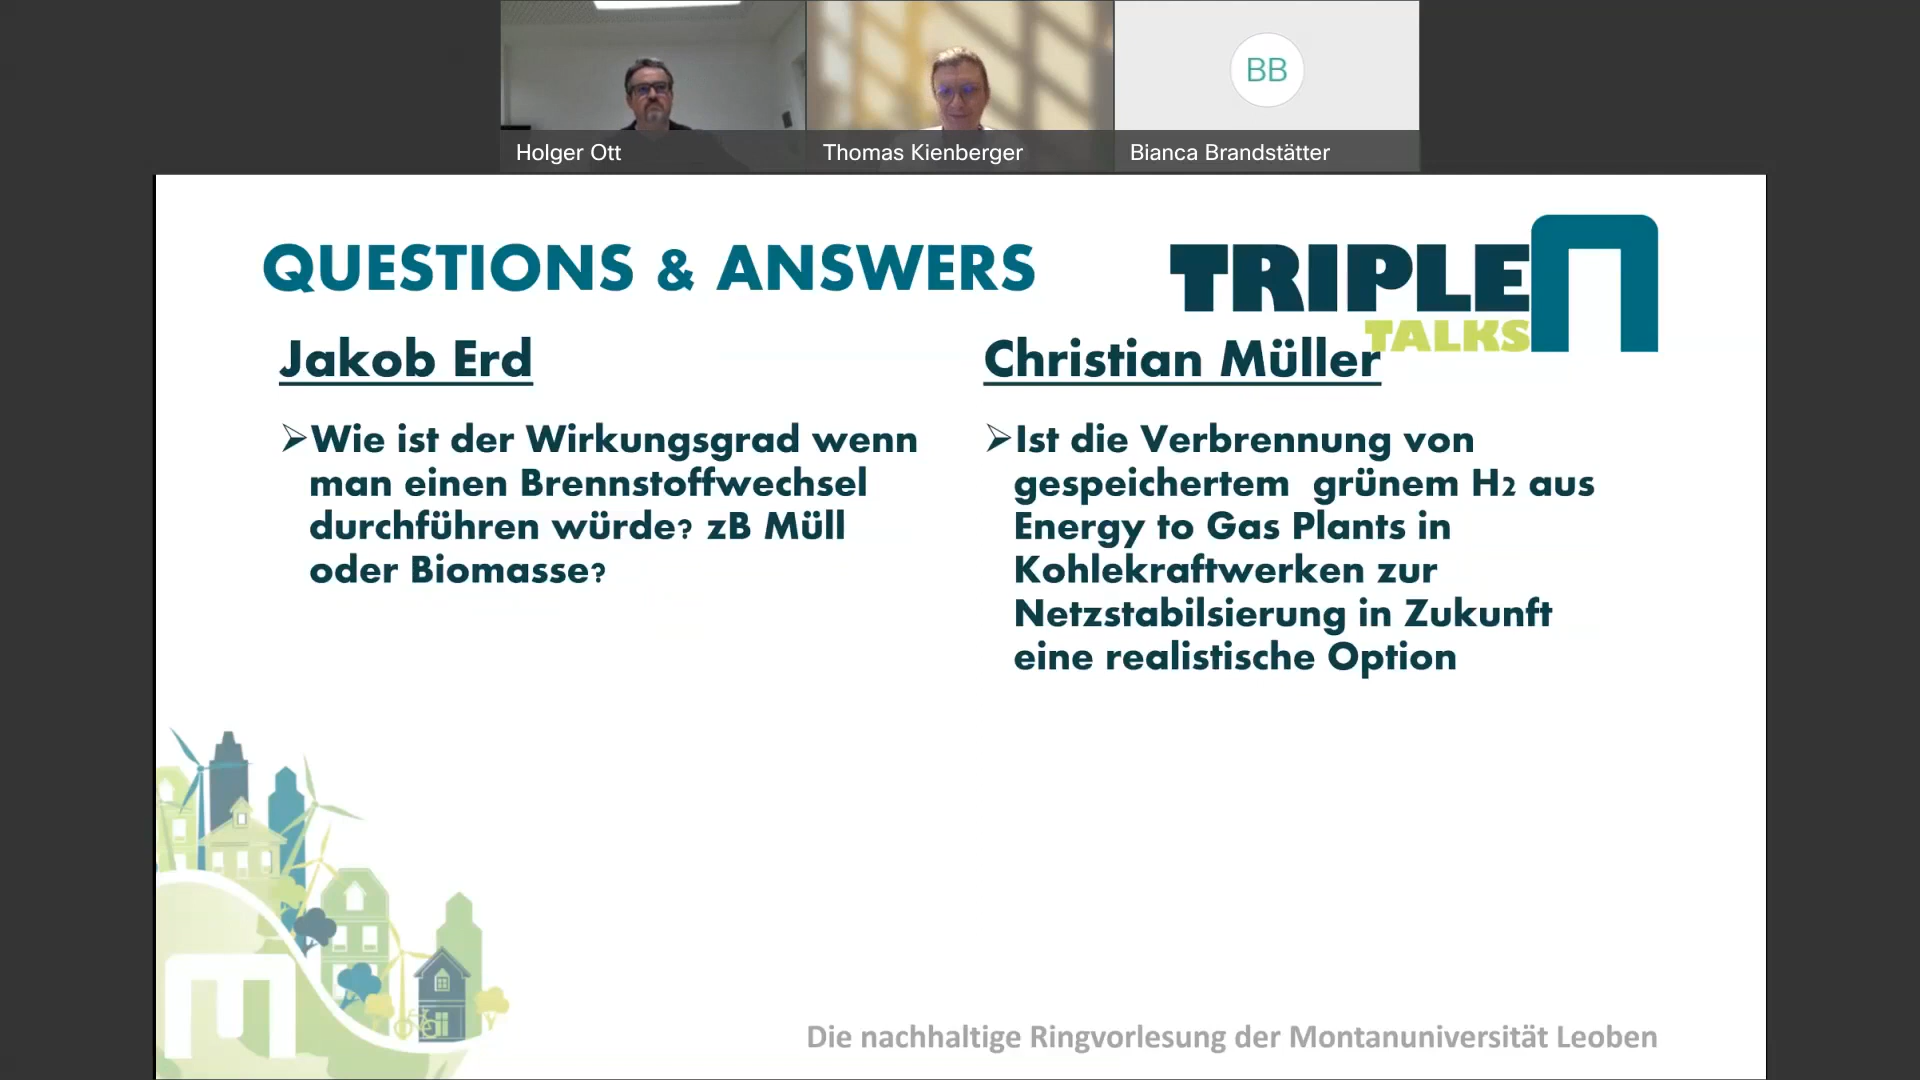 BB
Holger Ott
Thomas Kienberger
Bianca Brandstätter
QUESTIONS & ANSWERS
TRIPLE n
TALKS
Jakob Erd
➢Wie ist der Wirkungsgrad wenn
man einen Brennstoffwechsel
durchführen würde? zB Müll
oder Biomasse?
Christian Müller
➢Ist die Verbrennung von
gespeichertem grünem H2 aus
Energy to Gas Plants in
Kohlekraftwerken zur
Netzstabilsierung in Zukunft
eine realistische Option
Die nachhaltige Ringvorlesung der Montanuniversität Leoben